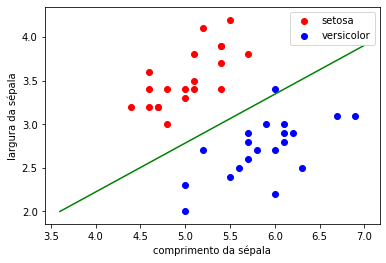 setosa
versicolor
largura da sépala
4.0
3.5
3.0
2.5
2.0
3.5 4.0 4.5 5.0 5.5 6.0 6.5 7.0
comprimento da sépala